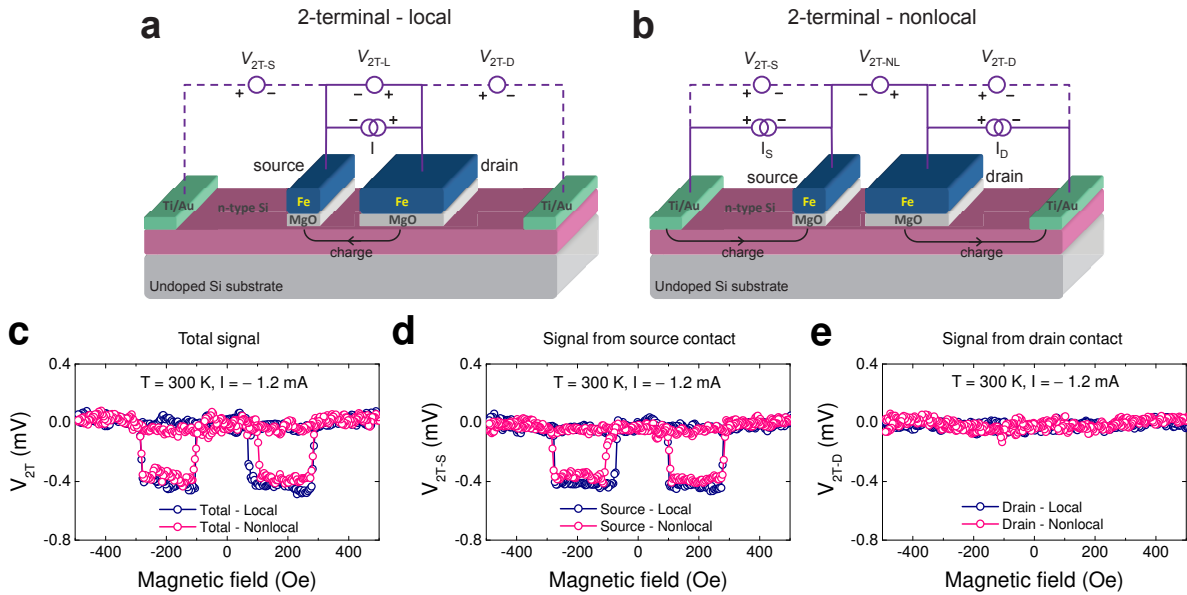 a
2-terminal - local
V2T-S
V2T-L
V2T-D
+ − − + + −
− +
I
source
drain
Ti/Au
n-type Si
Fe
Fe
Ti/Au
MgO
MgO
charge
Undoped Si substrate
b
2-terminal - nonlocal
V2T-S
V2T-NL
V2T-D
+ − − + + −
+ − + −
IS
ID
source
drain
Ti/Au
n-type Si
Fe
Fe
Ti/Au
MgO
MgO
charge
charge
Undoped Si substrate
c
Total signal
T = 300 K, I = − 1.2 mA
0.4
0.0
-0.4
-0.8
V2T (mV)
Total - Local
Total - Nonlocal
-400 -200 0 200 400
Magnetic field (Oe)
d
Signal from source contact
T = 300 K, I = − 1.2 mA
0.4
0.0
-0.4
-0.8
V2T-S (mV)
Source - Local
Source - Nonlocal
-400 -200 0 200 400
Magnetic field (Oe)
e
Signal from drain contact
T = 300 K, I = − 1.2 mA
0.4
0.0
-0.4
-0.8
V2T-D (mV)
Drain - Local
Drain - Nonlocal
-400 -200 0 200 400
Magnetic field (Oe)